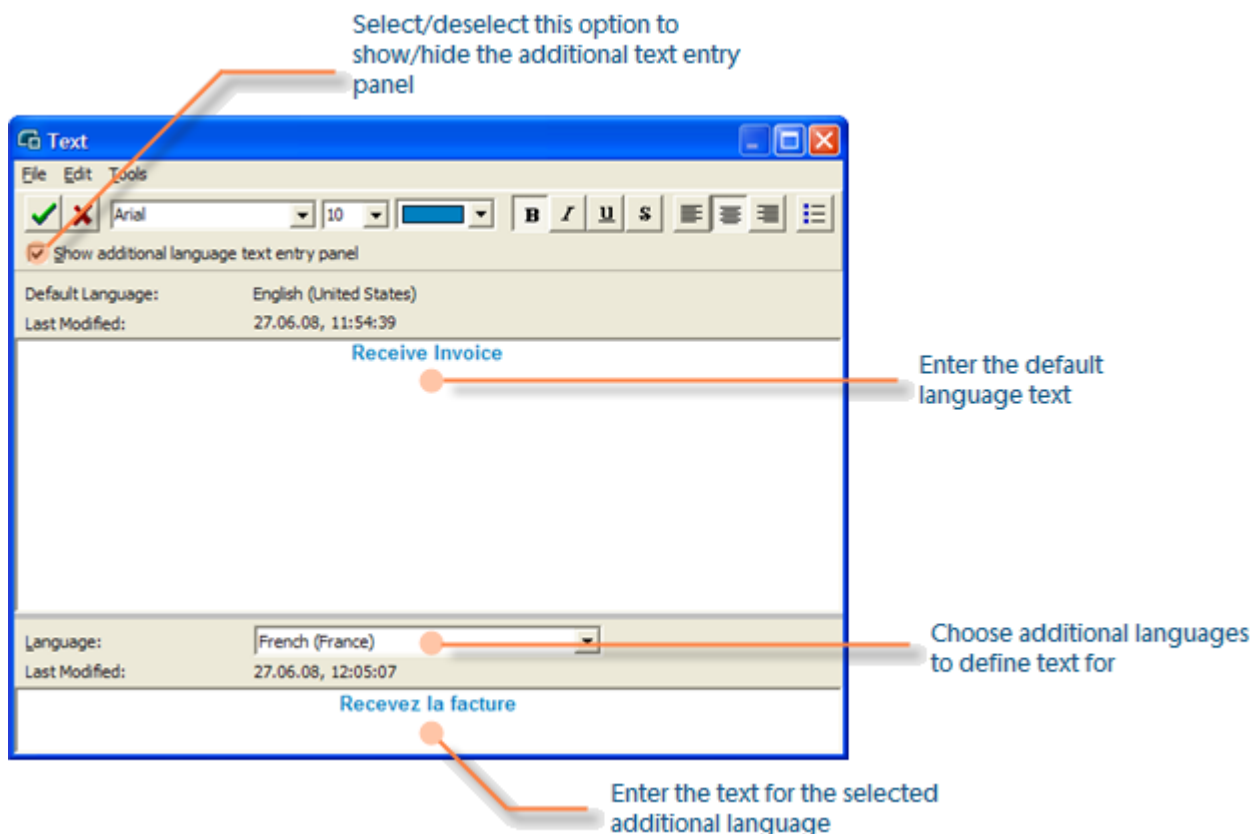 Select/deselect this option to
show/hide the additional text entry
panel
Text
File Edit Tools
Arial 10 B I U S
Show additional language text entry panel
Default Language: English (United States)
Last Modified: 27.06.08, 11:54:39
Receive Invoice
Enter the default
language text
Language: French (France)
Choose additional languages
to define text for
Last Modified: 27.06.08, 12:05:07
Recevez la facture
Enter the text for the selected
additional language